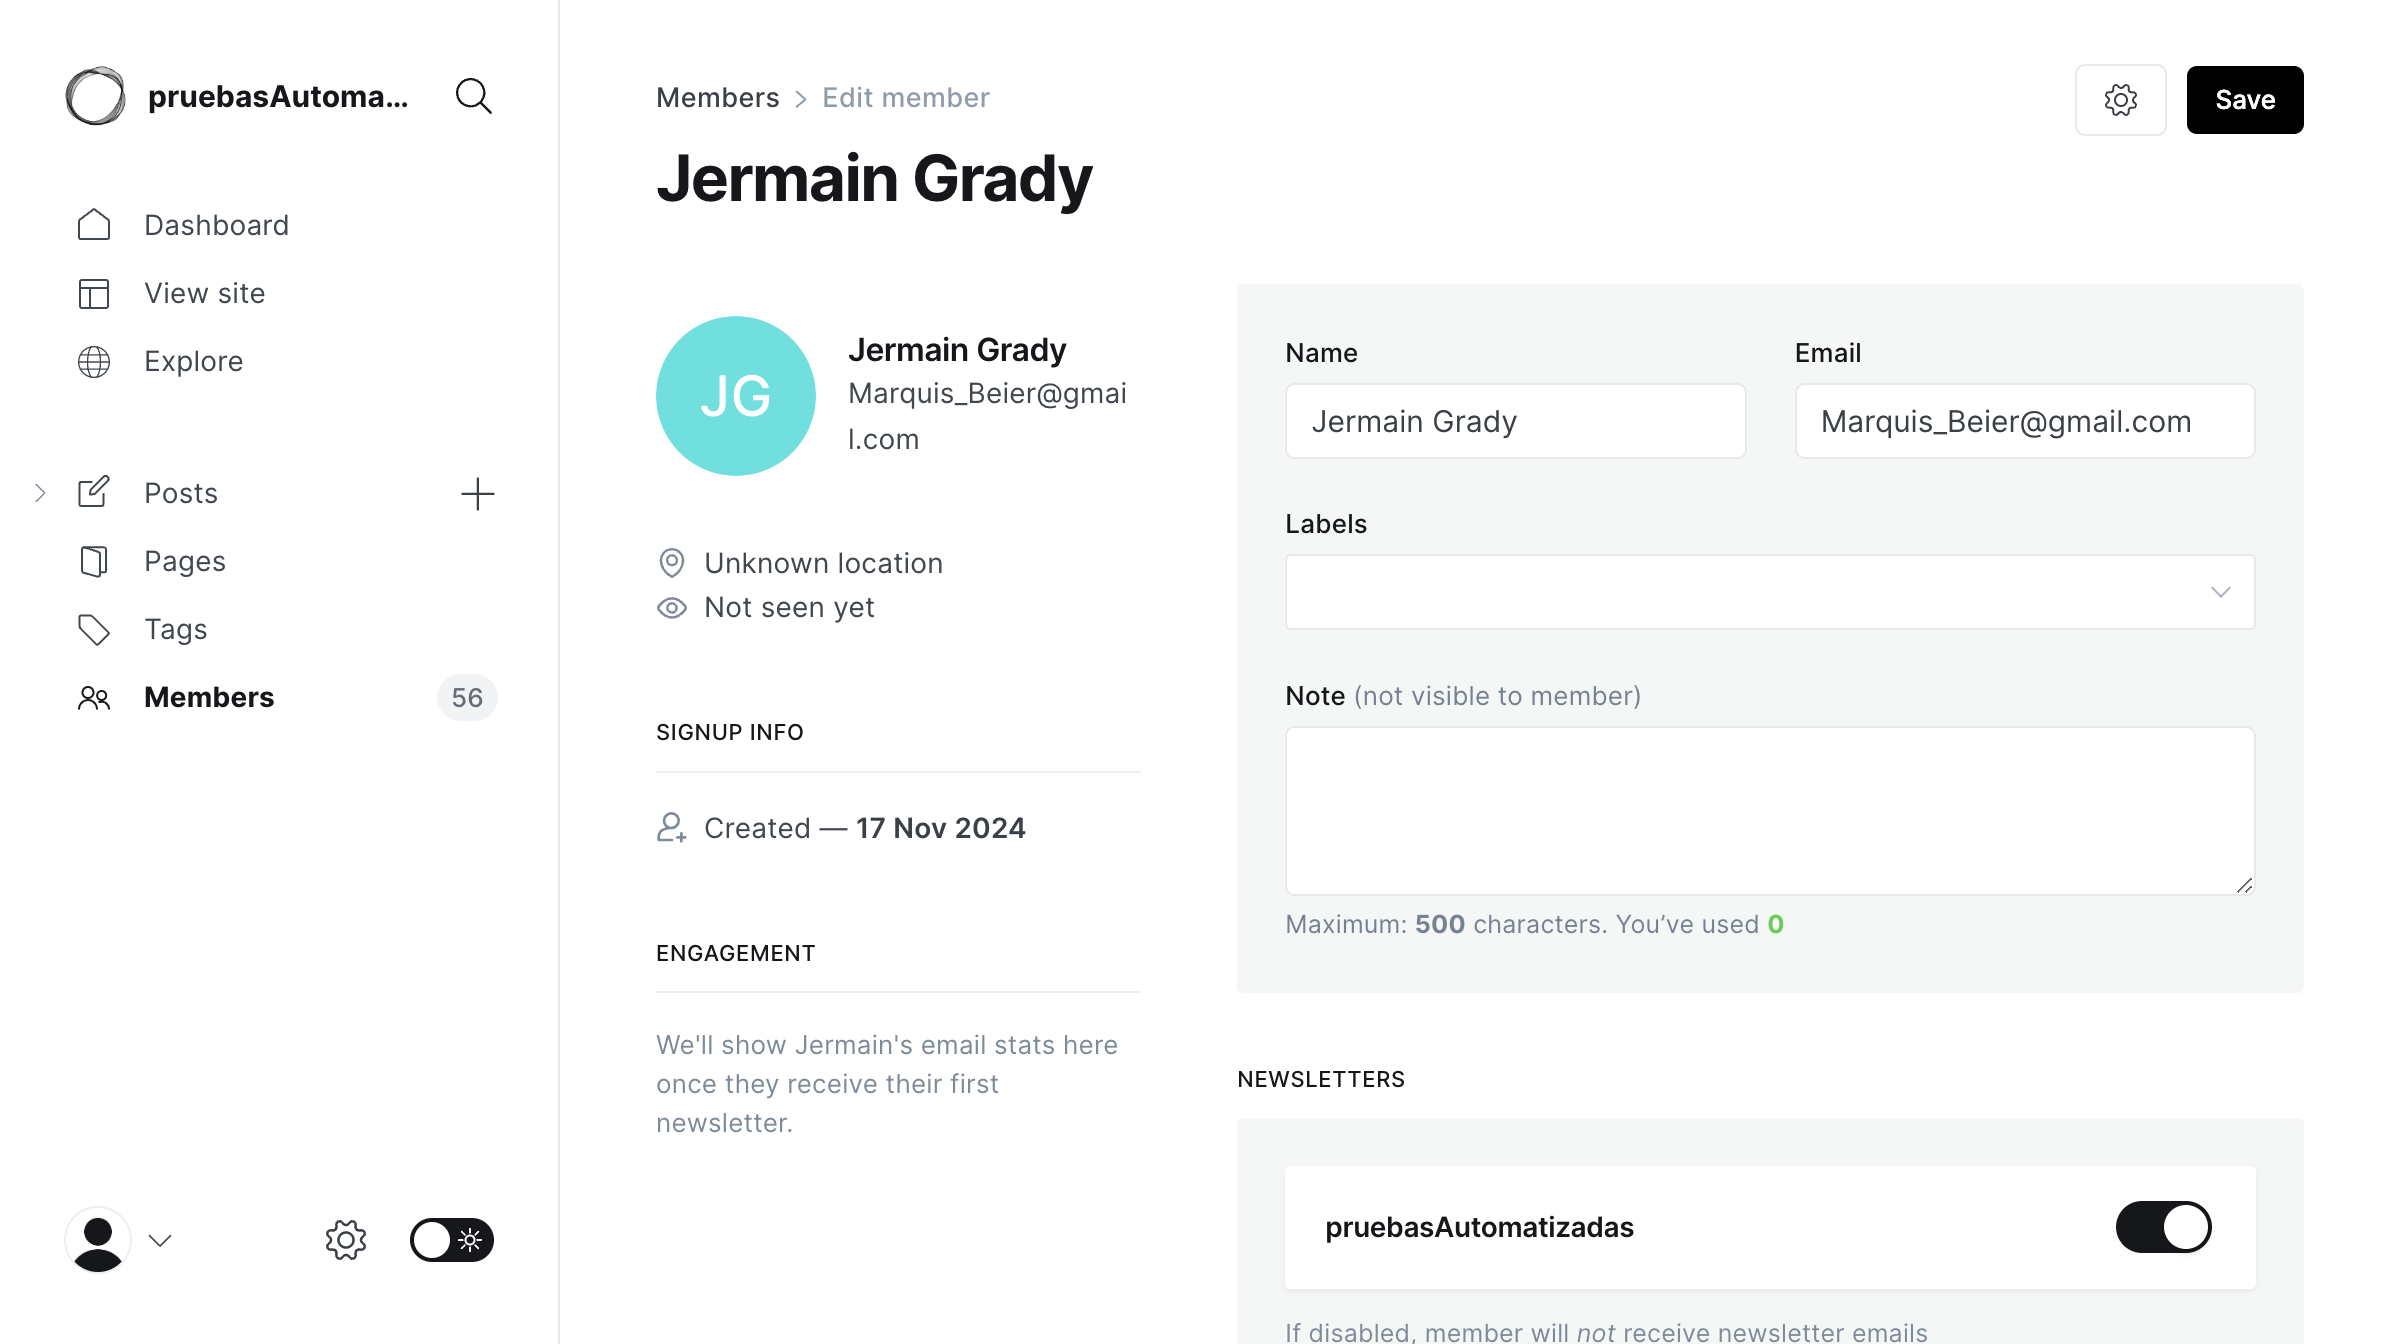 pruebasAutoma...
Dashboard
View site
Explore
Posts
Pages
Tags
Members 56
Members > Edit member
Save
Jermain Grady
JG
Jermain Grady
Marquis_Beier@gmai
l.com
Unknown location
Not seen yet
SIGNUP INFO
Created — 17 Nov 2024
ENGAGEMENT
We'll show Jermain's email stats here
once they receive their first
newsletter.
Name
Jermain Grady
Email
Marquis_Beier@gmail.com
Labels
Note (not visible to member)
Maximum: 500 characters. You’ve used 0
NEWSLETTERS
pruebasAutomatizadas
If disabled, member will not receive newsletter emails